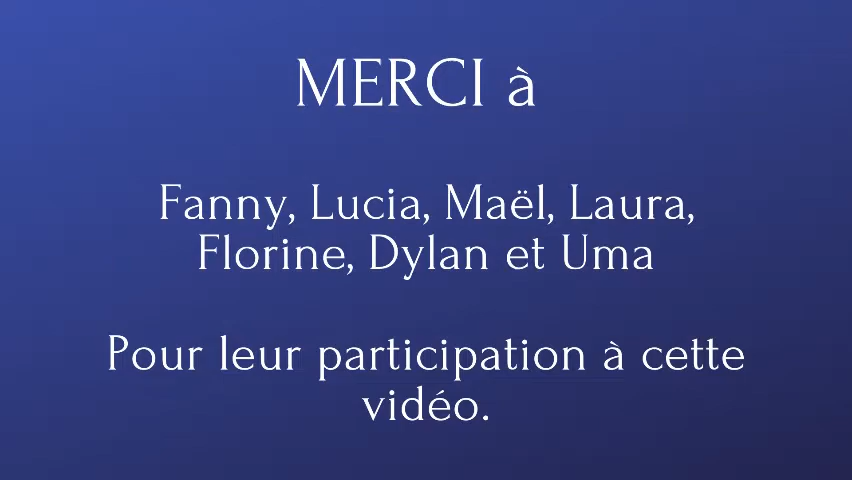 MERCI à
Fanny, Lucia, Maël, Laura,
Florine, Dylan et Uma
Pour leur participation à cette
vidéo.